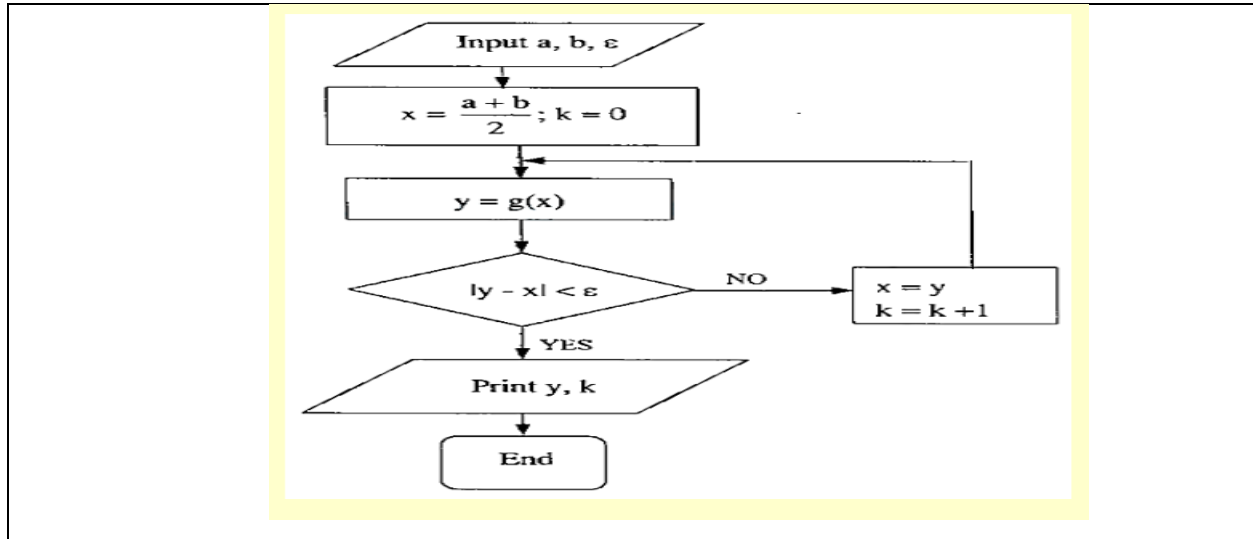 Input a, b, ε
x = a + b / 2 ; k = 0
y = g(x)
|y – x| < ε
NO
x = y
k = k +1
YES
Print y, k
End